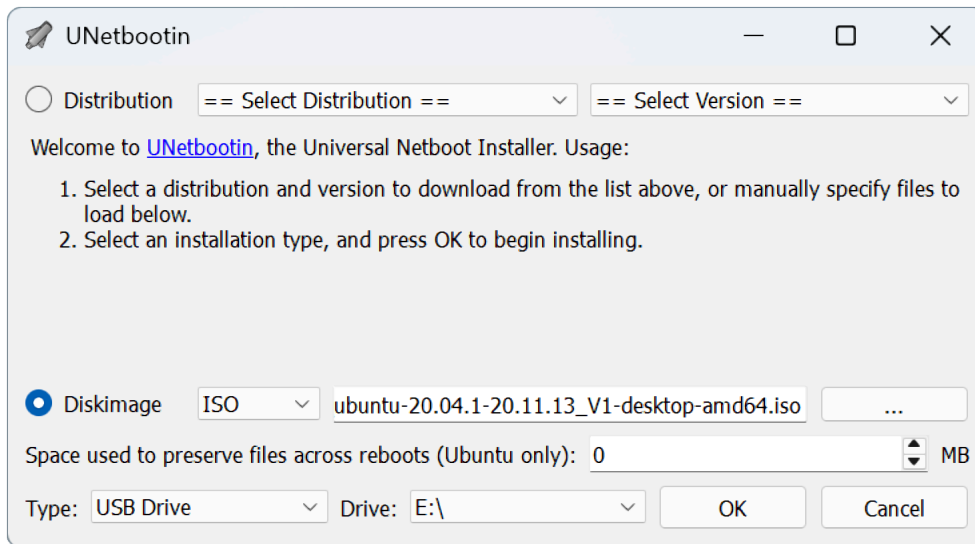 UNetbootin
Distribution == Select Distribution == == Select Version ==
Welcome to UNetbootin, the Universal Netboot Installer. Usage:
1. Select a distribution and version to download from the list above, or manually specify files to
load below.
2. Select an installation type, and press OK to begin installing.
Diskimage ISO ubuntu-20.04.1-20.11.13_V1-desktop-amd64.iso ...
Space used to preserve files across reboots (Ubuntu only): 0 MB
Type: USB Drive Drive: E:\ OK Cancel